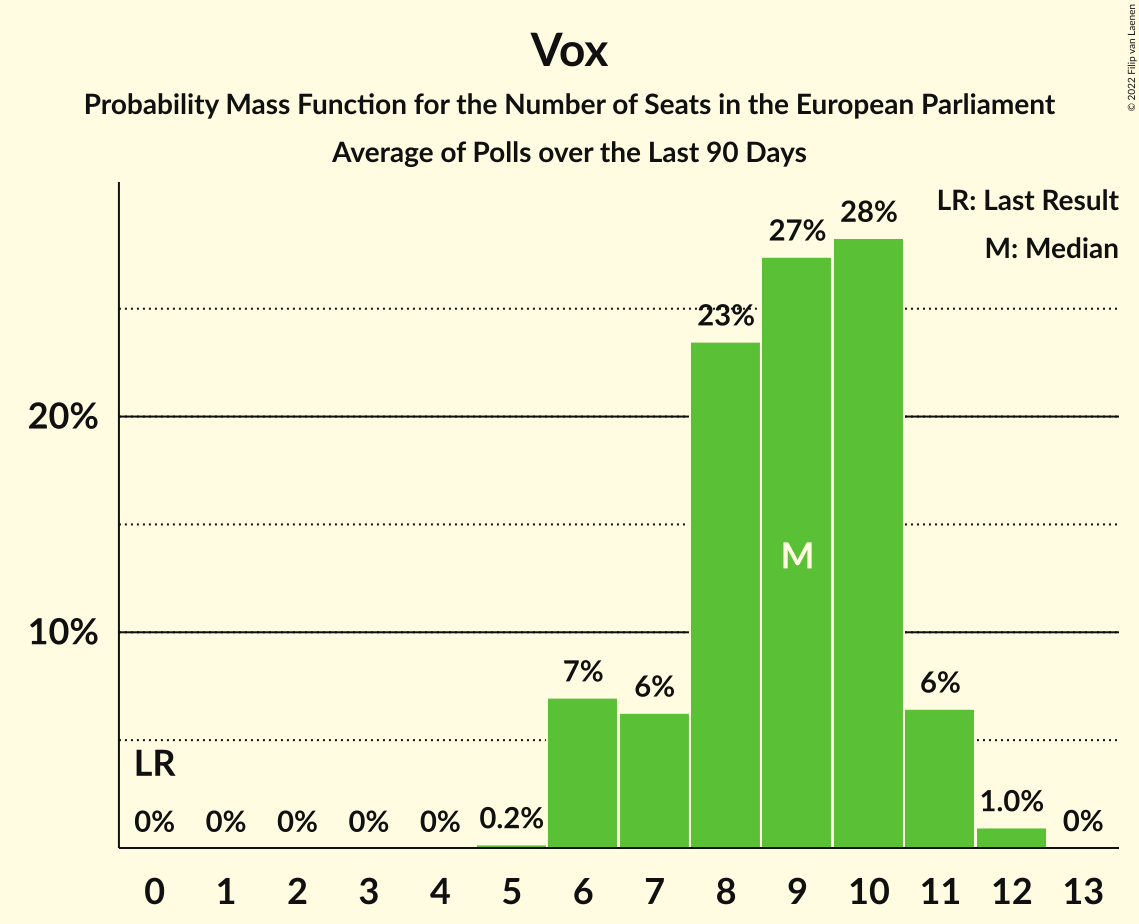 Vox
Probability Mass Function for the Number of Seats in the European Parliament
Average of Polls over the Last 90 Days
© 2022 Filip van Laenen
LR: Last Result
M: Median
20%
10%
LR
0%
0%
0%
0%
0%
0.2%
7%
6%
23%
27%
28%
6%
1.0%
0%
M
0 1 2 3 4 5 6 7 8 9 10 11 12 13